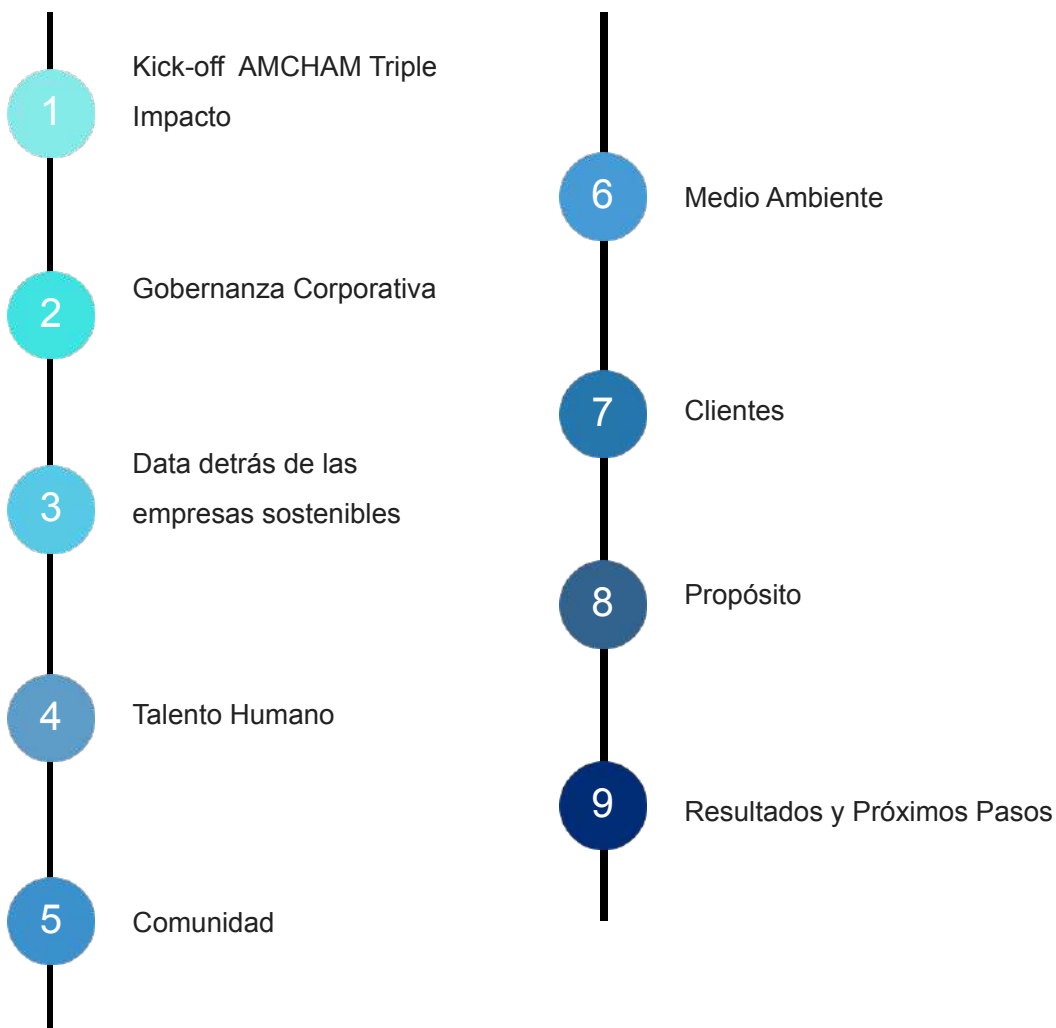 1
Kick-off AMCHAM Triple
Impacto
2
Gobernanza Corporativa
3
Data detrás de las
empresas sostenibles
4
Talento Humano
5
Comunidad
6
Medio Ambiente
7
Clientes
8
Propósito
9
Resultados y Próximos Pasos